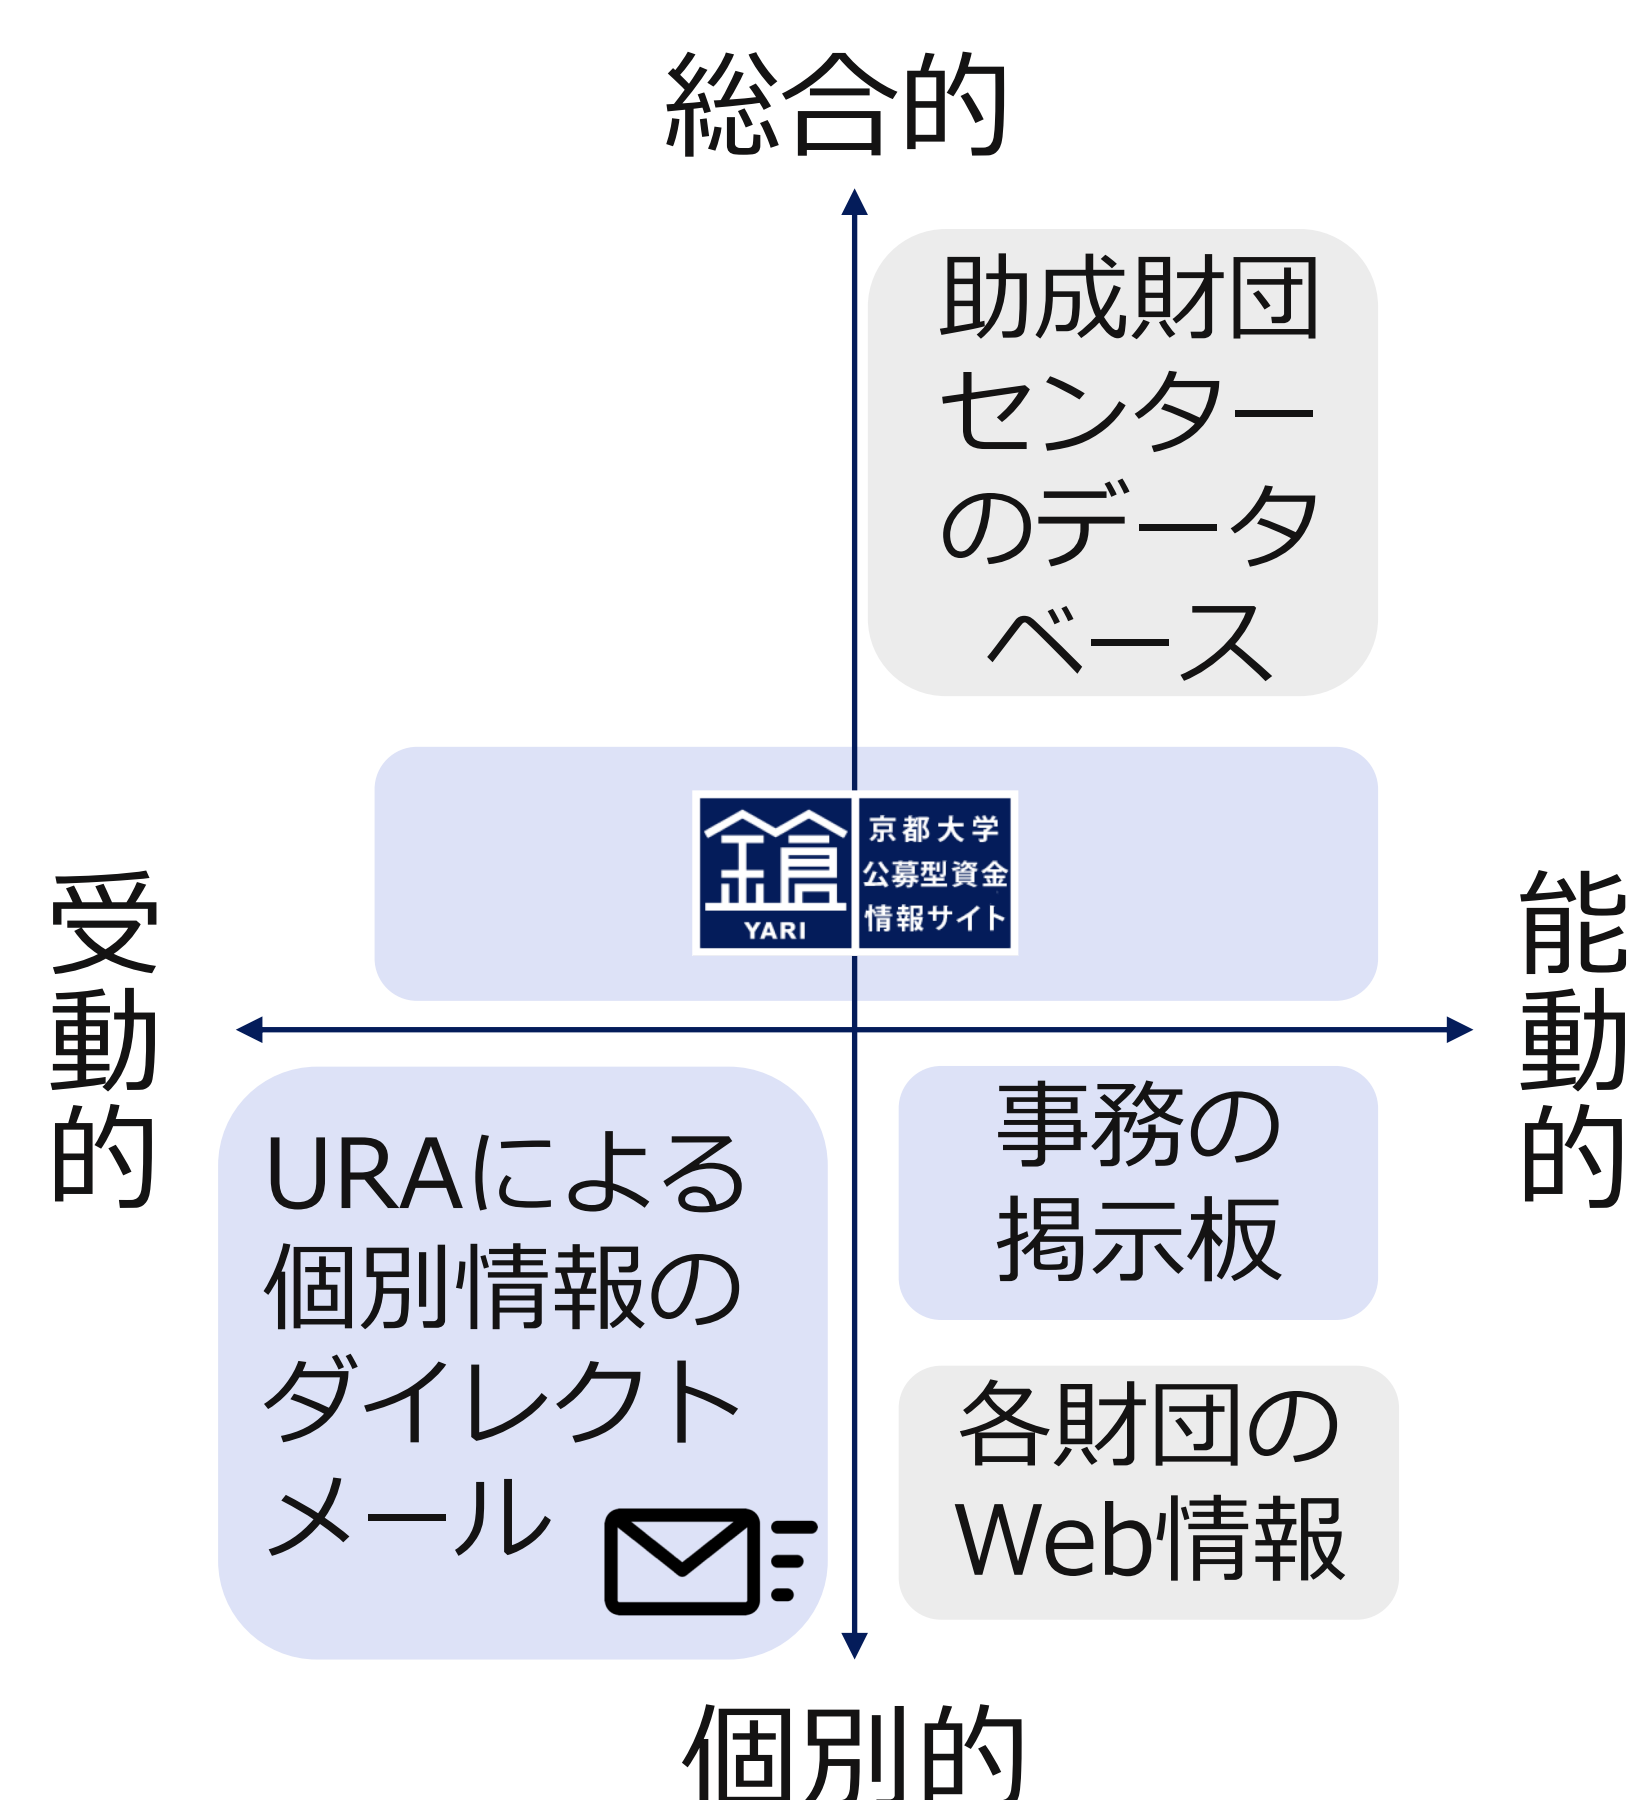 総合的
助成財団
センター
のデータ
ベース
鎗
YARI
京都大学
公募型資金
情報サイト
受動的
能動的
URAによる
個別情報の
ダイレクト
メール
事務の
掲示板
各財団の
Web情報
個別的